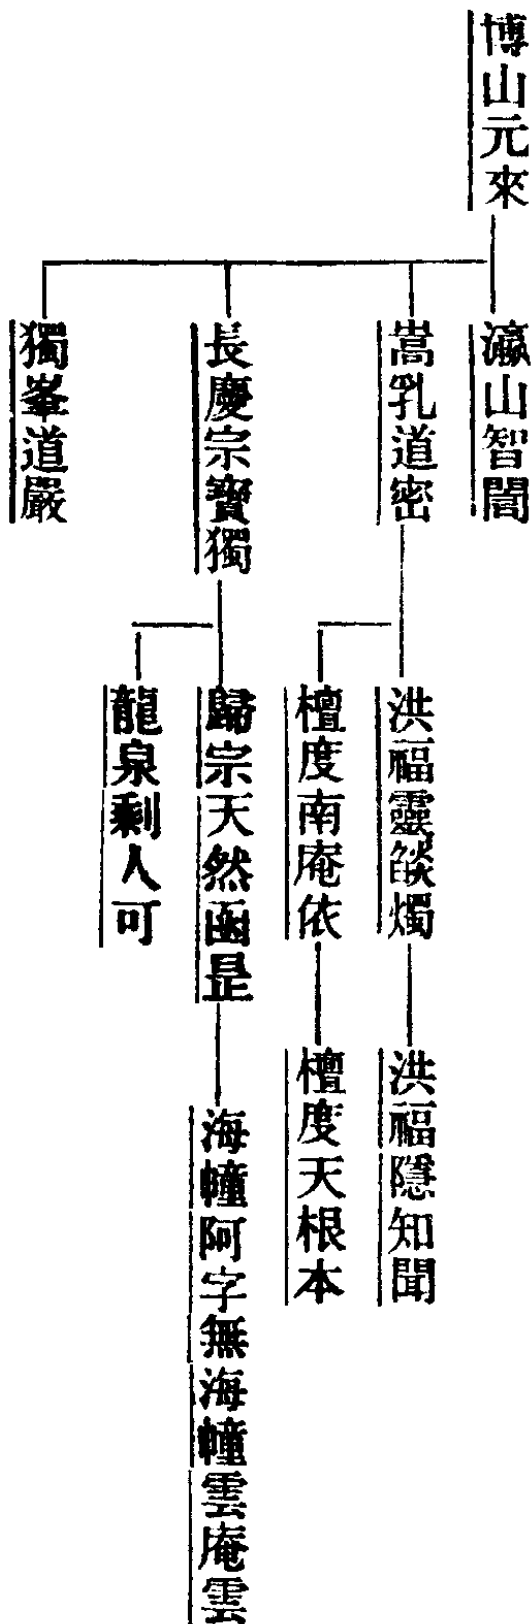 博山元來
瀛山智誾
嵩乳道密
洪福靈燄燭
洪福隱知聞
檀度南庵依
檀度天根本
長慶宗寶獨
歸宗天然函昰
海幢阿字無海幢雲庵雲
龍泉剩人可
獨峯道嚴